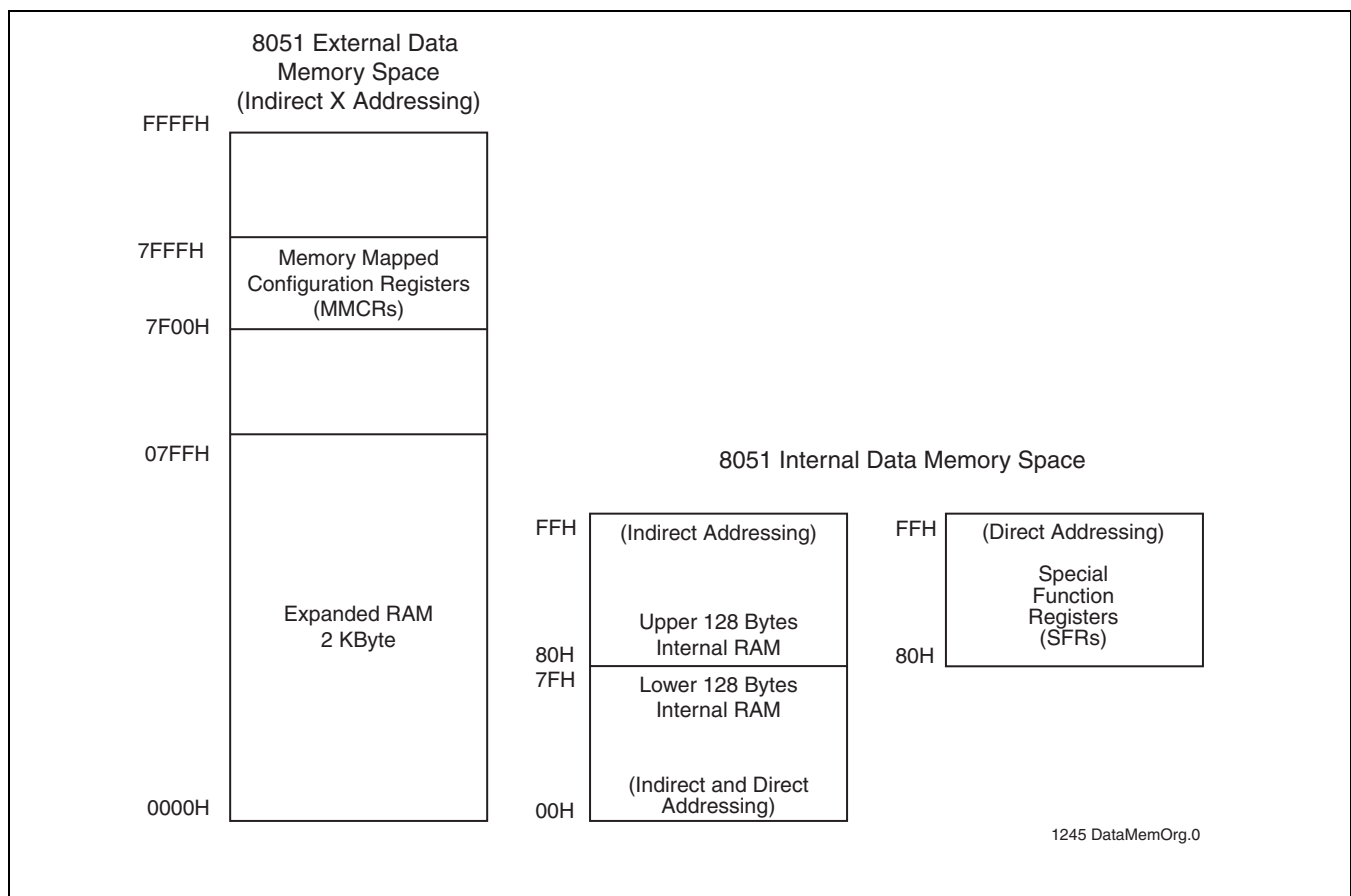 8051 External Data
Memory Space
(Indirect X Addressing)
FFFFH
7FFFH
Memory Mapped
Configuration Registers
(MMCRs)
7F00H
07FFH
Expanded RAM
2 KByte
0000H
8051 Internal Data Memory Space
FFH
(Indirect Addressing)
Upper 128 Bytes
Internal RAM
80H
7FH
Lower 128 Bytes
Internal RAM
(Indirect and Direct
Addressing)
00H
FFH
(Direct Addressing)
Special
Function
Registers
(SFRs)
80H
1245 DataMemOrg.0